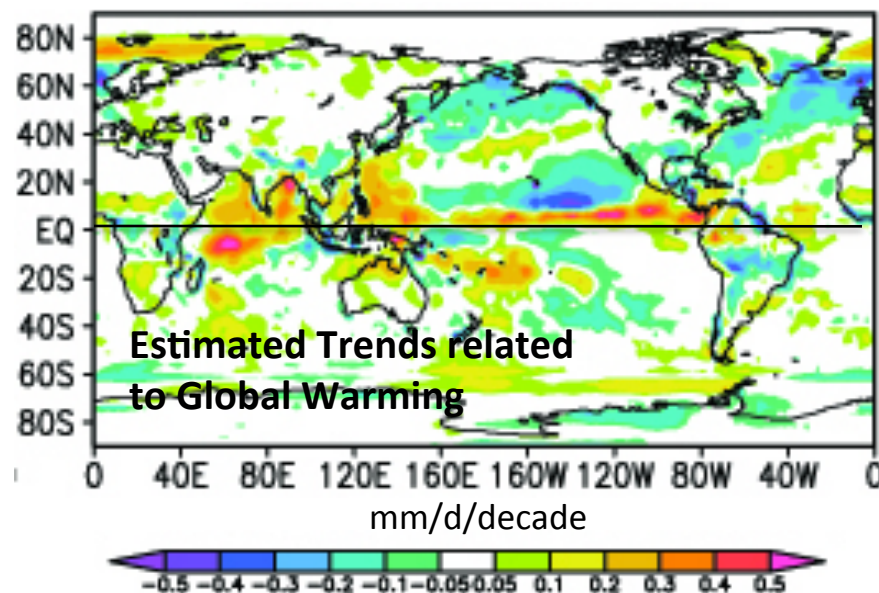 80N
60N
40N
20N
EQ
20S
40S
60S
80S
Estimated Trends related
to Global Warming
0 40E 80E 120E 160E 160W 120W 80W 40W 0
mm/d/decade
−0.5 −0.4 −0.3 −0.2 −0.1 −0.05 0.05 0.1 0.2 0.3 0.4 0.5